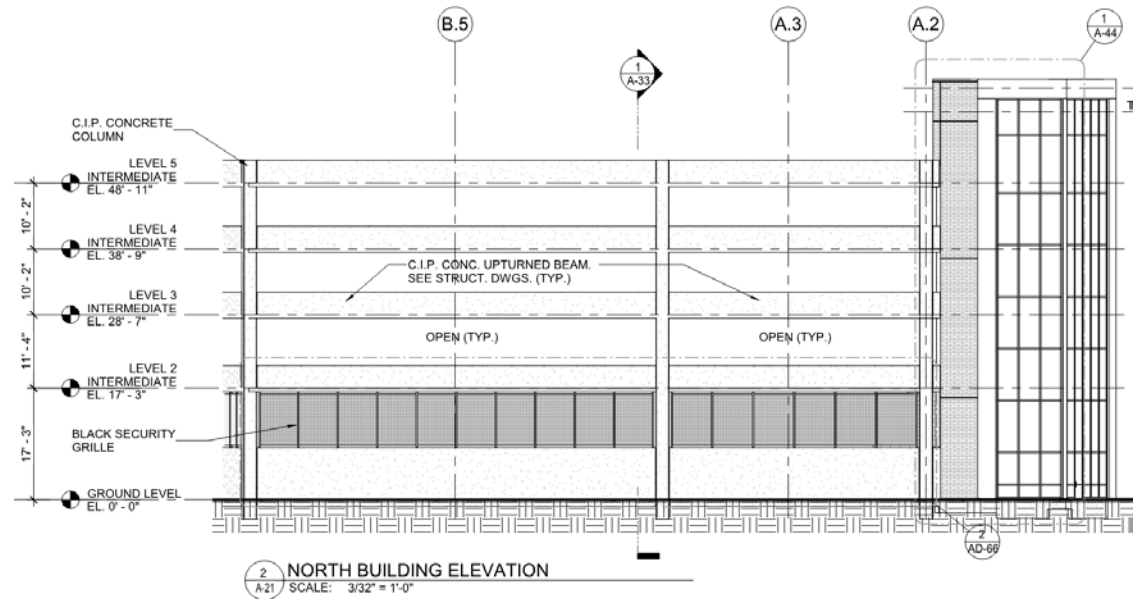 B.5
A.3
A.2
1
A-44
1
A-33
T
C.I.P. CONCRETE
COLUMN
LEVEL 5
INTERMEDIATE
EL. 48' - 11"
10' - 2"
LEVEL 4
INTERMEDIATE
EL. 38' - 9"
10' - 2"
C.I.P. CONC. UPTURNED BEAM.
SEE STRUCT. DWGS. (TYP.)
LEVEL 3
INTERMEDIATE
EL. 28' - 7"
11' - 4"
OPEN (TYP.)
OPEN (TYP.)
LEVEL 2
INTERMEDIATE
EL. 17' - 3"
17' - 3"
BLACK SECURITY
GRILLE
GROUND LEVEL
EL. 0' - 0"
2
AD-66
2
A-21
NORTH BUILDING ELEVATION
SCALE: 3/32" = 1'-0"